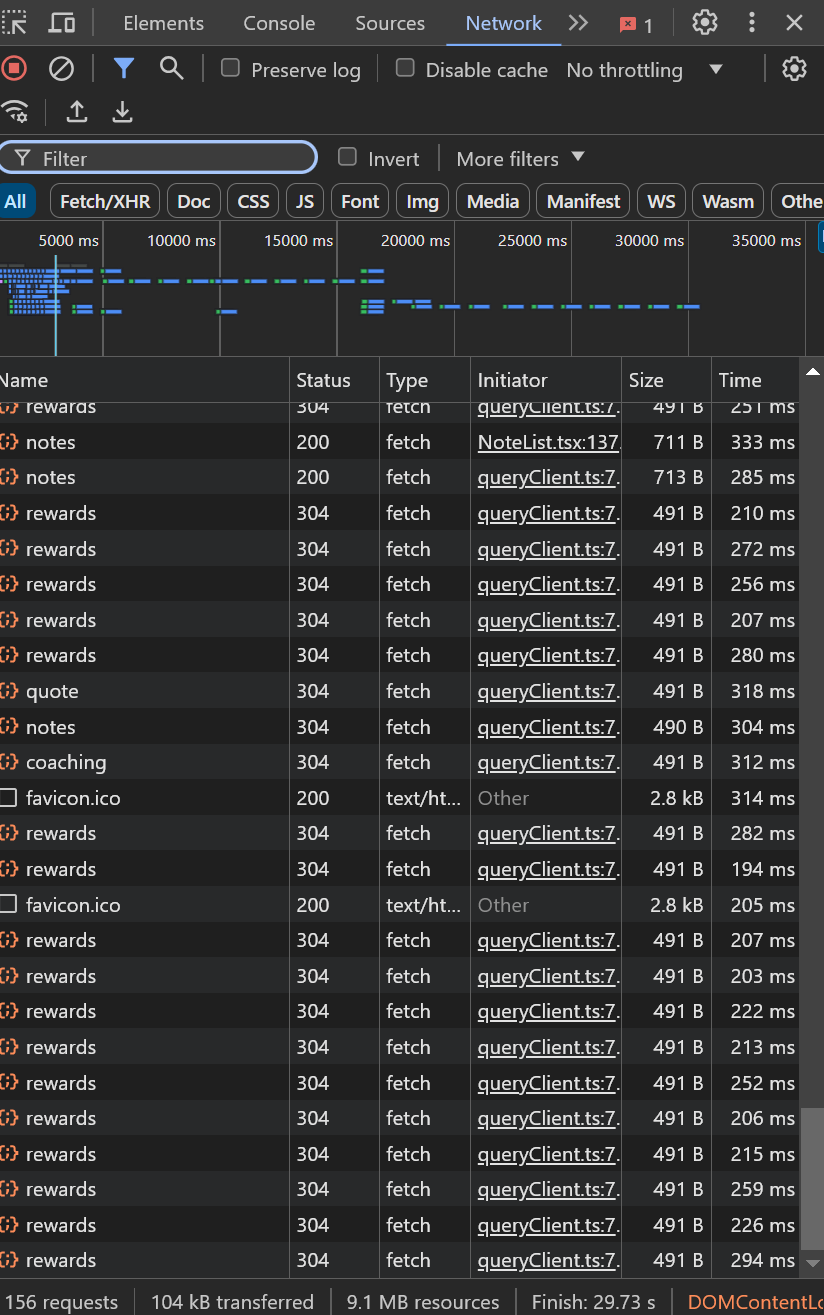 Elements Console Sources Network 1
Preserve log Disable cache No throttling
Filter Invert More filters
All Fetch/XHR Doc CSS JS Font Img Media Manifest WS Wasm Othe
5000 ms 10000 ms 15000 ms 20000 ms 25000 ms 30000 ms 35000 ms
Name Status Type Initiator Size Time
rewards 304 fetch queryClient.ts:7. 491 B 251 ms
notes 200 fetch NoteList.tsx:137. 711 B 333 ms
notes 200 fetch queryClient.ts:7. 713 B 285 ms
rewards 304 fetch queryClient.ts:7. 491 B 210 ms
rewards 304 fetch queryClient.ts:7. 491 B 272 ms
rewards 304 fetch queryClient.ts:7. 491 B 256 ms
rewards 304 fetch queryClient.ts:7. 491 B 207 ms
rewards 304 fetch queryClient.ts:7. 491 B 280 ms
quote 304 fetch queryClient.ts:7. 491 B 318 ms
notes 304 fetch queryClient.ts:7. 490 B 304 ms
coaching 304 fetch queryClient.ts:7. 491 B 312 ms
favicon.ico 200 text/ht... Other 2.8 kB 314 ms
rewards 304 fetch queryClient.ts:7. 491 B 282 ms
rewards 304 fetch queryClient.ts:7. 491 B 194 ms
favicon.ico 200 text/ht... Other 2.8 kB 205 ms
rewards 304 fetch queryClient.ts:7. 491 B 207 ms
rewards 304 fetch queryClient.ts:7. 491 B 203 ms
rewards 304 fetch queryClient.ts:7. 491 B 222 ms
rewards 304 fetch queryClient.ts:7. 491 B 213 ms
rewards 304 fetch queryClient.ts:7. 491 B 252 ms
rewards 304 fetch queryClient.ts:7. 491 B 206 ms
rewards 304 fetch queryClient.ts:7. 491 B 215 ms
rewards 304 fetch queryClient.ts:7. 491 B 259 ms
rewards 304 fetch queryClient.ts:7. 491 B 226 ms
rewards 304 fetch queryClient.ts:7. 491 B 294 ms
156 requests 104 kB transferred 9.1 MB resources Finish: 29.73 s DOMContentLo